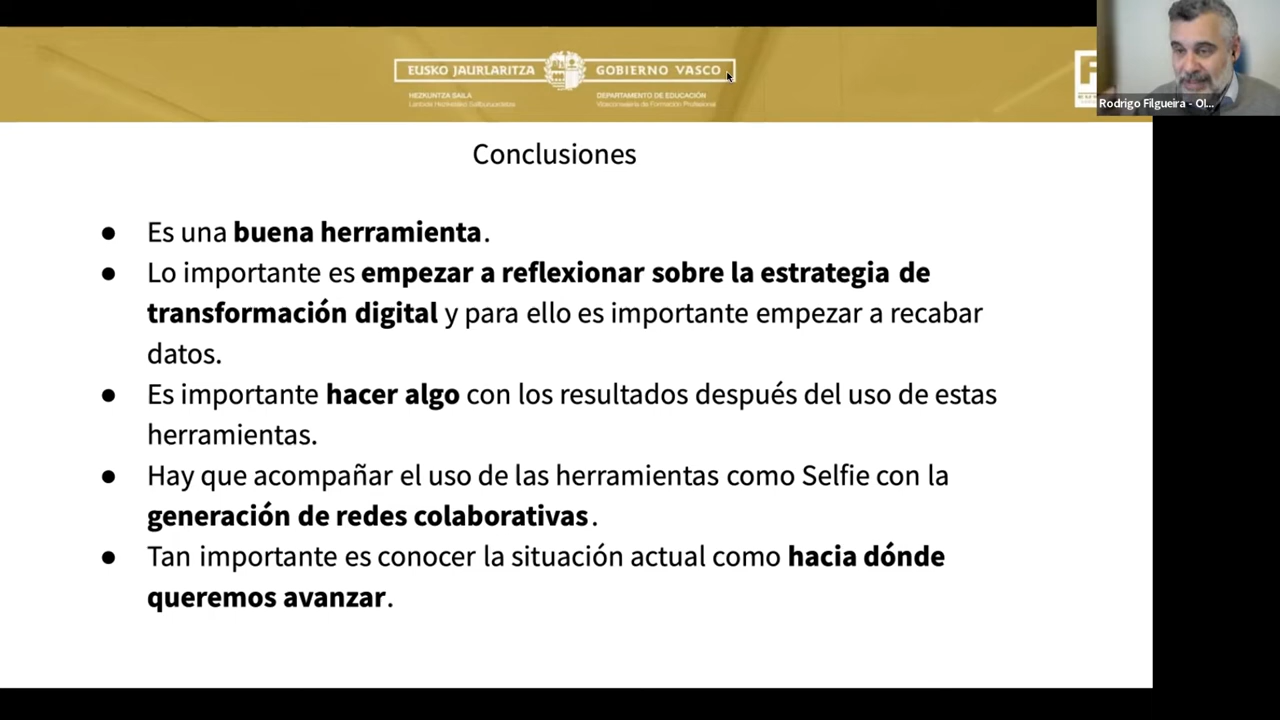 EUSKO JAURLARITZA
GOBIERNO VASCO
HEZKUNTZA SAILA
DEPARTAMENTO DE EDUCACIÓN
Viceconsejería de Formación Profesional
Rodrigo Filgueira - OI...
Conclusiones
● Es una buena herramienta.
● Lo importante es empezar a reflexionar sobre la estrategia de
transformación digital y para ello es importante empezar a recabar
datos.
● Es importante hacer algo con los resultados después del uso de estas
herramientas.
● Hay que acompañar el uso de las herramientas como Selfie con la
generación de redes colaborativas.
● Tan importante es conocer la situación actual como hacia dónde
queremos avanzar.